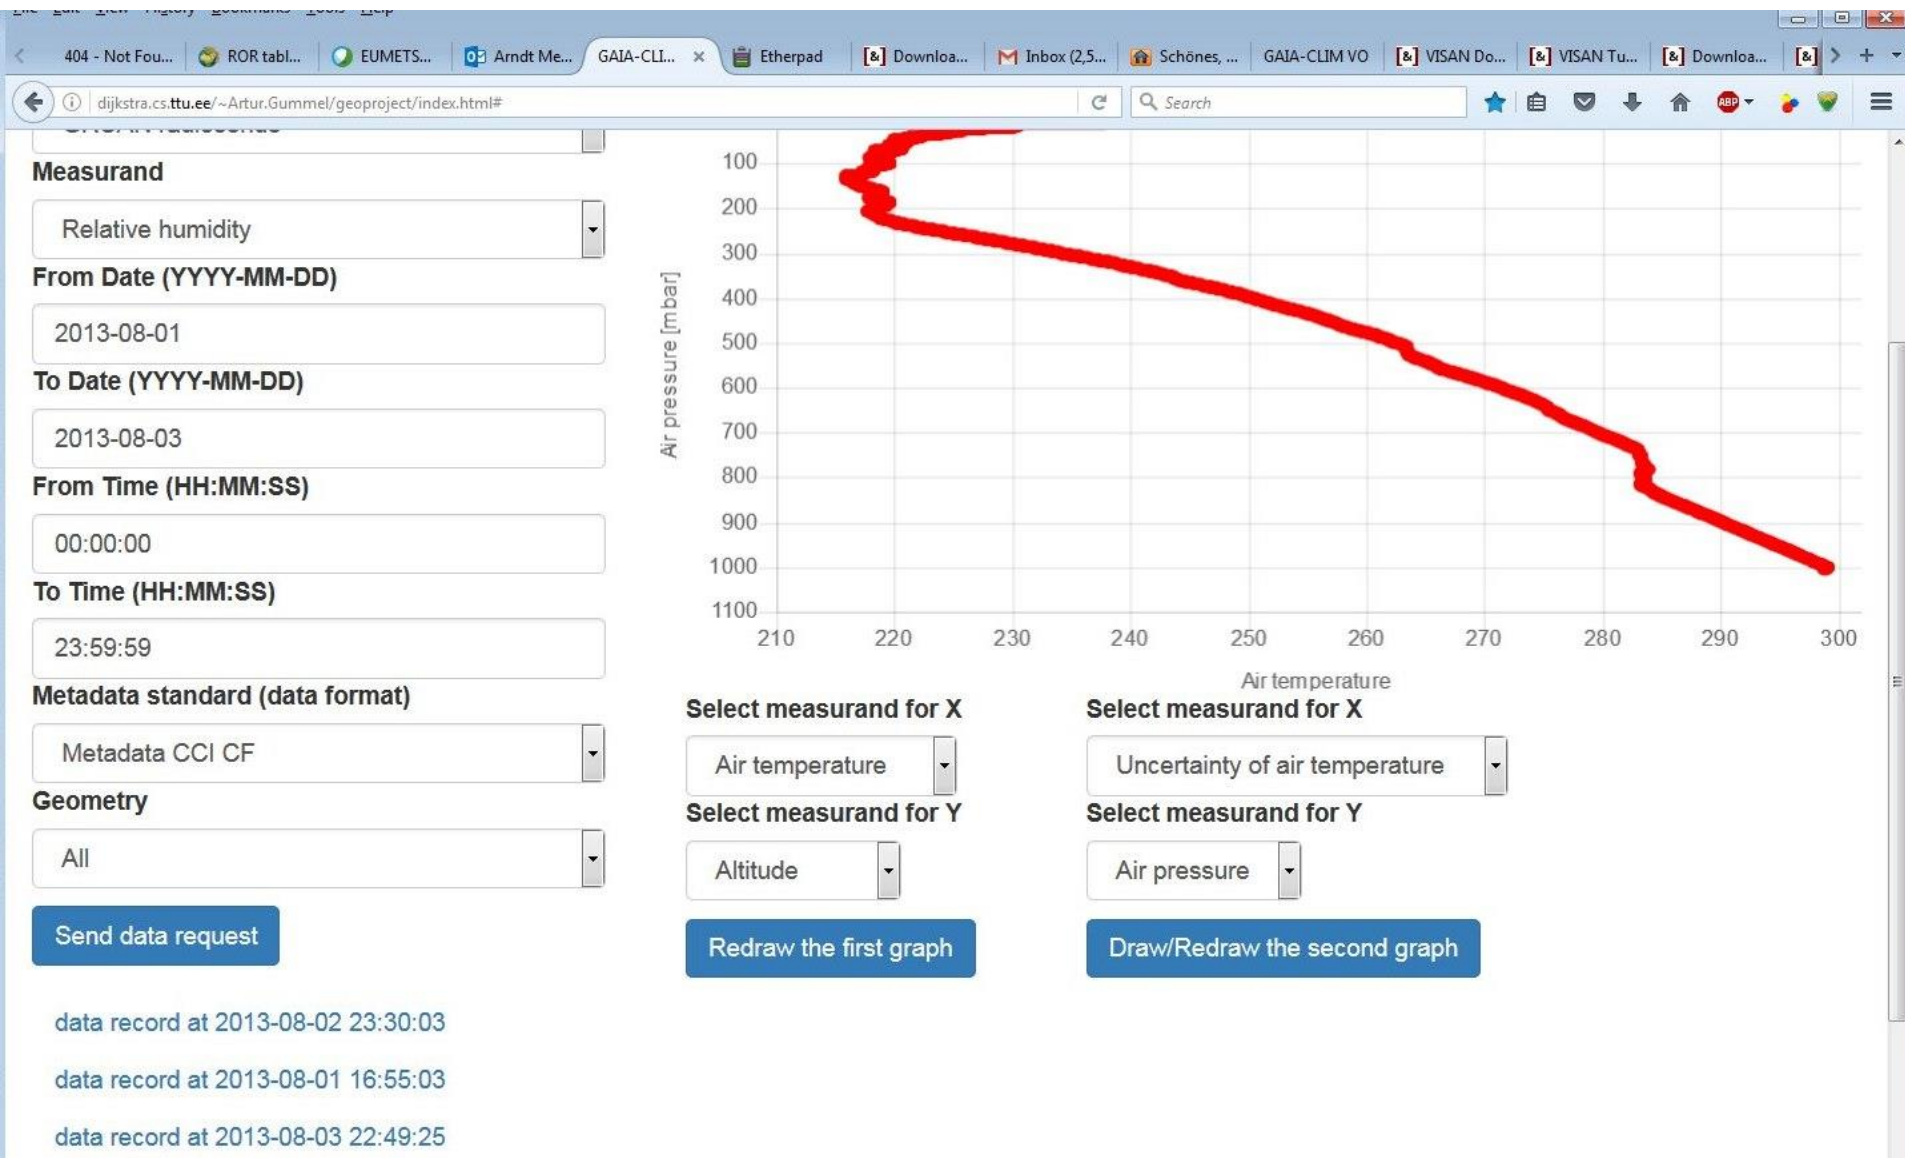 File Edit View History Bookmarks Tools Help
404 - Not Fou... ROR tabl... EUMETS... Arndt Me... GAIA-CLI... Etherpad [&] Downloa... Inbox (2,5... Schönes, ... GAIA-CLIM VO [&] VISAN Do... [&] VISAN Tu... [&] Downloa... [&]
dijkstra.cs.ttu.ee/~Artur.Gummel/geoproject/index.html# Search ABP
Measurand
Relative humidity
From Date (YYYY-MM-DD)
2013-08-01
To Date (YYYY-MM-DD)
2013-08-03
From Time (HH:MM:SS)
00:00:00
To Time (HH:MM:SS)
23:59:59
Metadata standard (data format)
Metadata CCI CF
Geometry
All
Send data request
data record at 2013-08-02 23:30:03
data record at 2013-08-01 16:55:03
data record at 2013-08-03 22:49:25
Air pressure [mbar]
100
200
300
400
500
600
700
800
900
1000
1100
210 220 230 240 250 260 270 280 290 300
Air temperature
Select measurand for X
Air temperature
Select measurand for Y
Altitude
Redraw the first graph
Select measurand for X
Uncertainty of air temperature
Select measurand for Y
Air pressure
Draw/Redraw the second graph